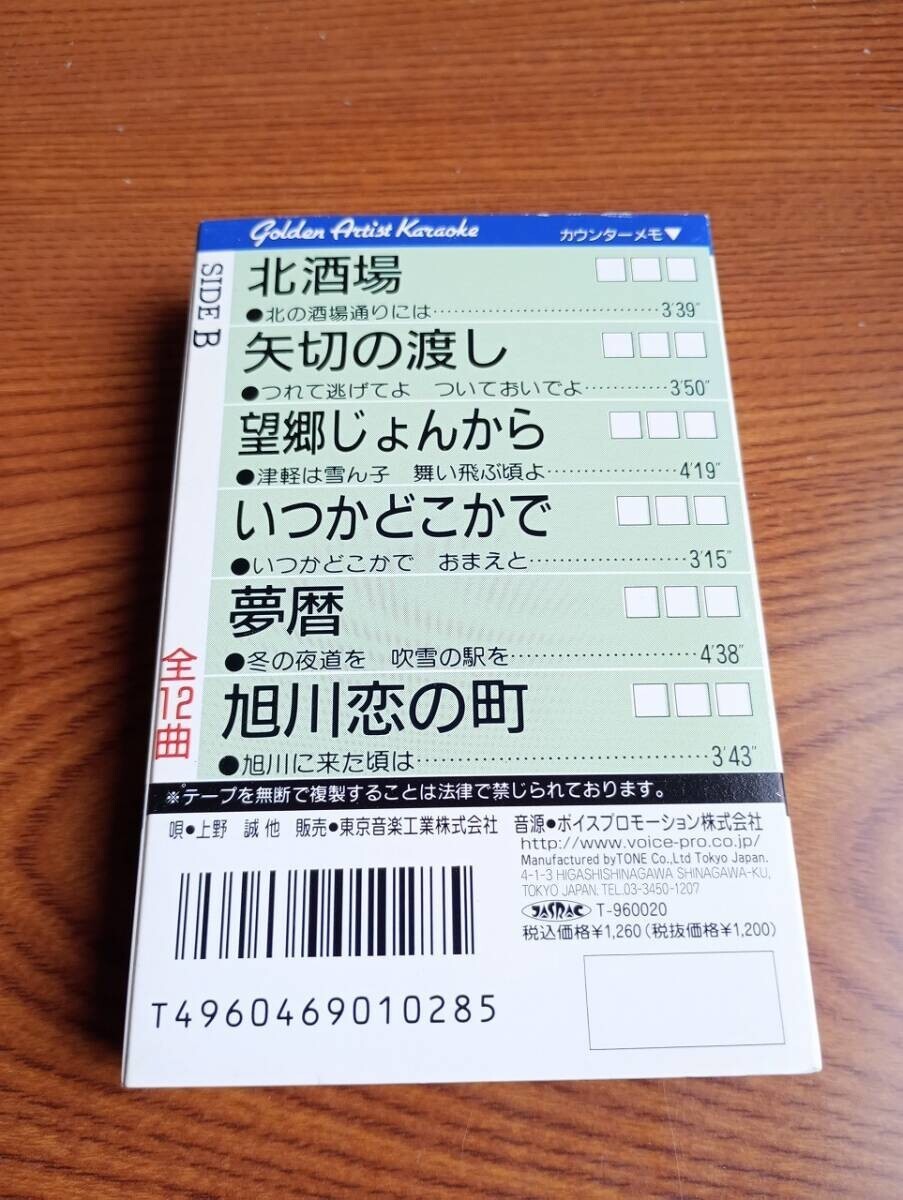 Golden Artist Karaoke カウンターメモ▼
SIDE B
北酒場
●北の酒場通りには……………………3'39"
矢切の渡し
●つれて逃げてよ ついておいでよ…………3'50"
望郷じょんから
●津軽は雪ん子 舞い飛ぶ頃よ………………4'19"
いつかどこかで
●いつかどこかで おまえと…………………3'15"
夢暦
●冬の夜道を 吹雪の駅を……………………4'38"
旭川恋の町
●旭川に来た頃は………………………………3'43"
全12曲
※テープを無断で複製することは法律で禁じられております。
唄●上野 誠 他 販売●東京音楽工業株式会社 音源●ボイスプロモーション株式会社
http://www.voice-pro.co.jp/
Manufactured byTONE Co.,Ltd Tokyo Japan.
4-1-3 HIGASHISHINAGAWA SHINAGAWA-KU,
TOKYO JAPAN: TEL.03-3450-1207
JASRAC T-960020
税込価格¥1,260(税抜価格¥1,200)
T4960469010285